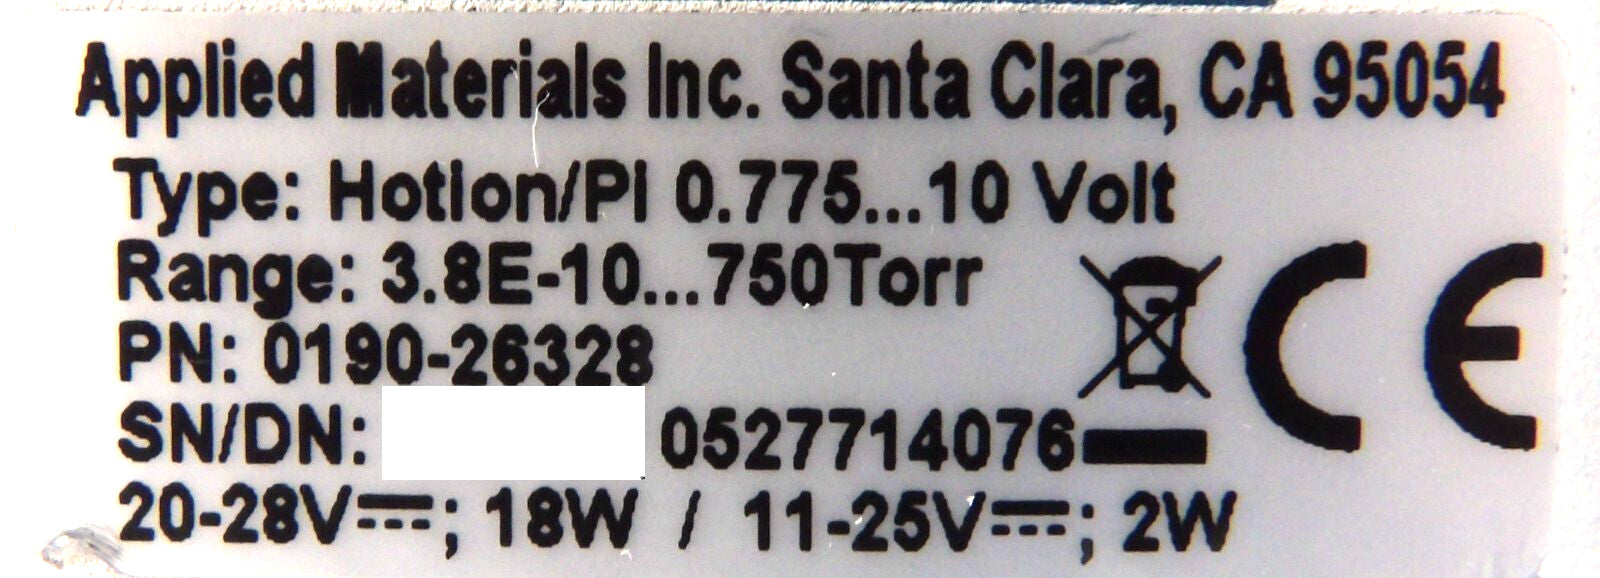 Applied Materials Inc. Santa Clara, CA 95054
Type: HotIon/PI 0.775...10 Volt
Range: 3.8E-10...750Torr
PN: 0190-26328
SN/DN: 0527714076
20-28V⎓; 18W / 11-25V⎓; 2W
CE